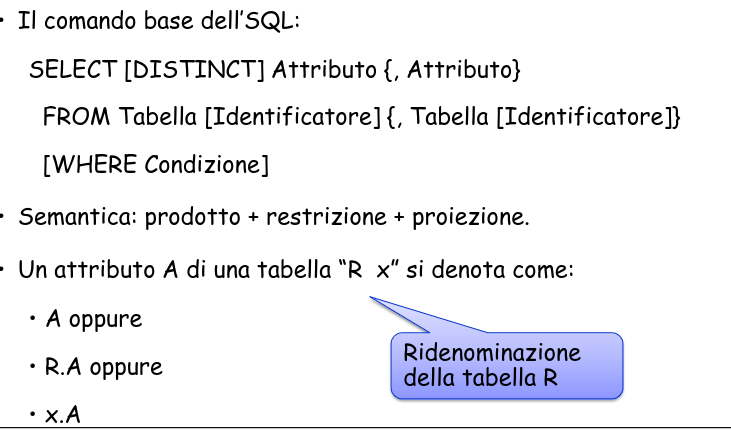 • Il comando base dell'SQL:
SELECT [DISTINCT] Attributo {, Attributo}
FROM Tabella [Identificatore] {, Tabella [Identificatore]}
[WHERE Condizione]
• Semantica: prodotto + restrizione + proiezione.
• Un attributo A di una tabella “R x” si denota come:
• A oppure
• R.A oppure
• x.A
Ridenominazione
della tabella R